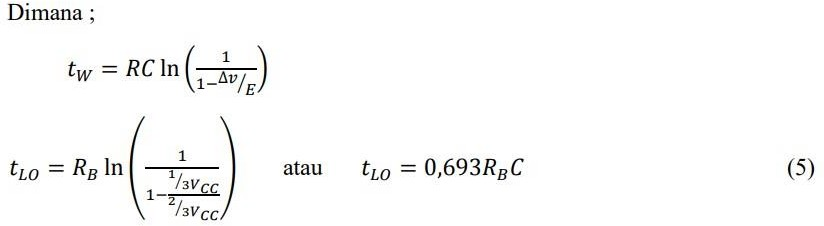 Dimana ;
t_W = RC ln(1/(1−Δv/E))
t_LO = R_B ln(1/(1−(1/3V_CC)/(2/3V_CC))) atau t_LO = 0,693R_BC (5)